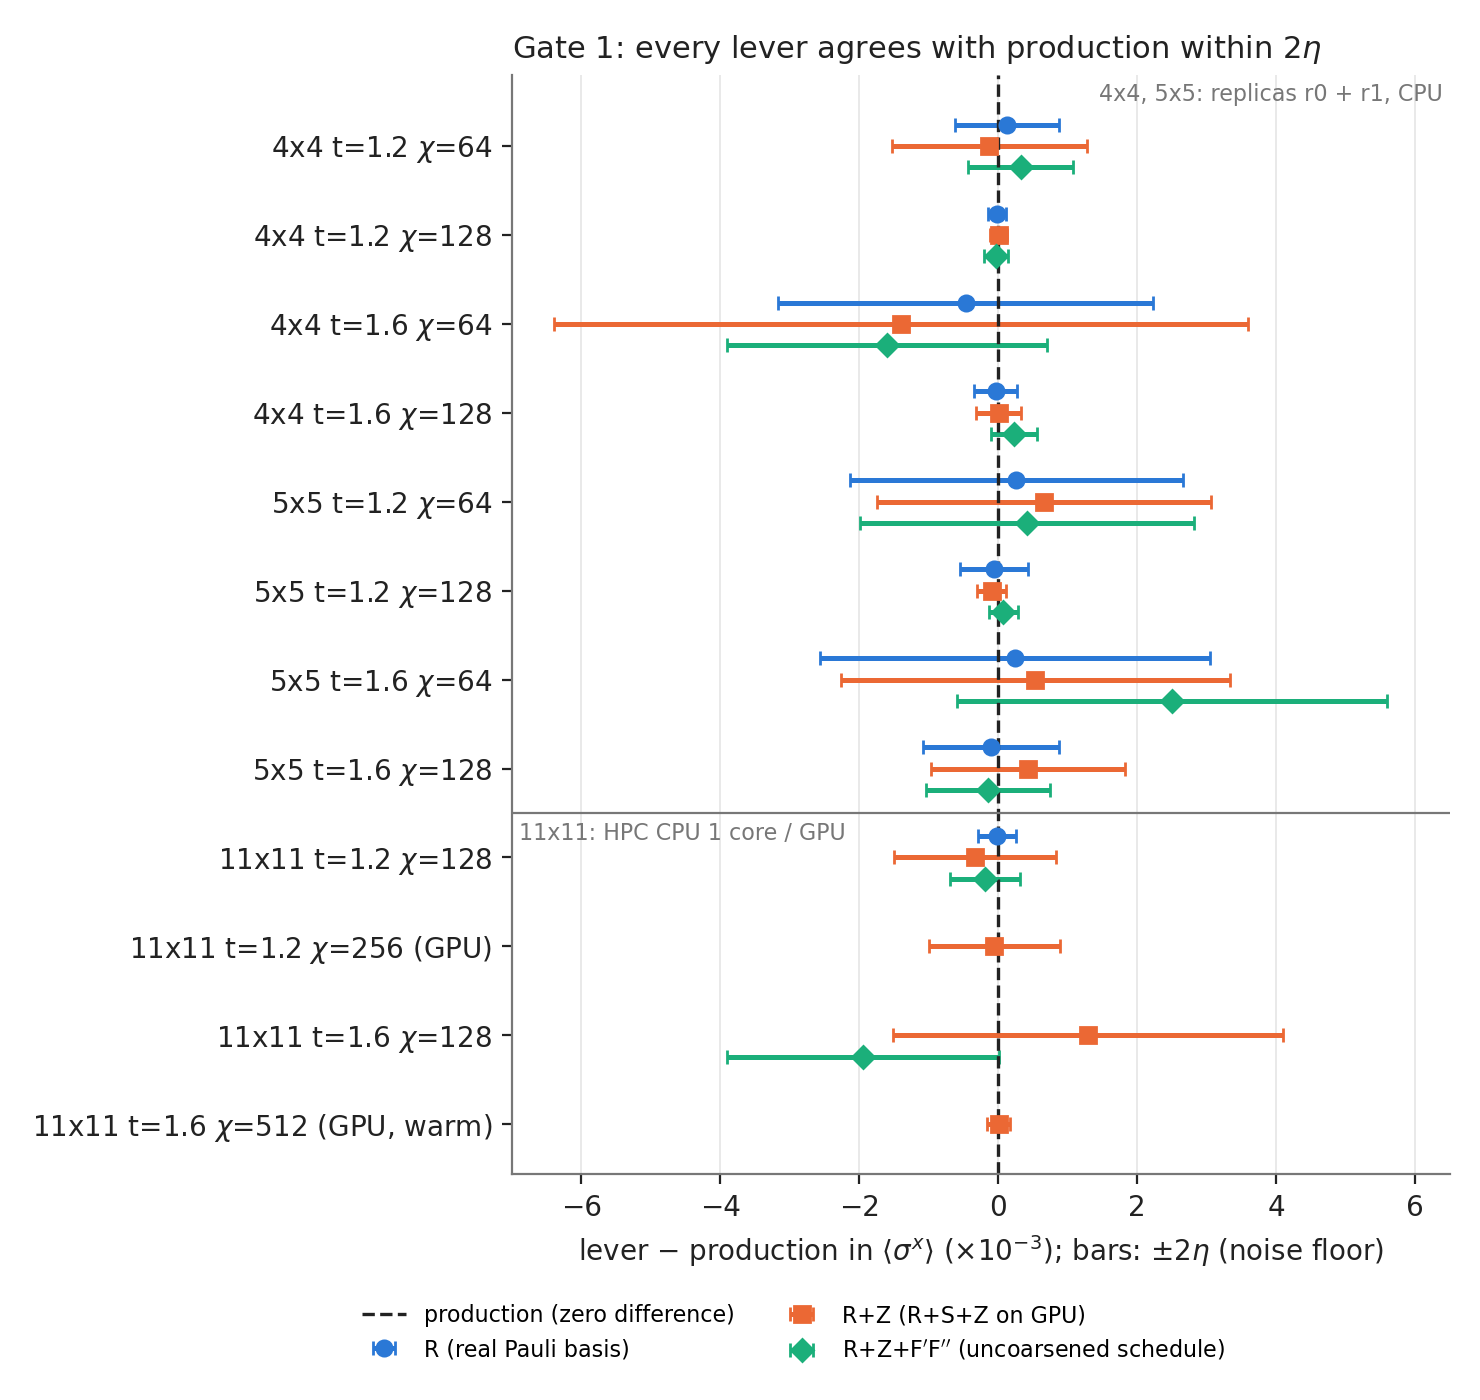 Gate 1: every lever agrees with production within 2η
4x4, 5x5: replicas r0 + r1, CPU
4x4 t=1.2 χ=64
4x4 t=1.2 χ=128
4x4 t=1.6 χ=64
4x4 t=1.6 χ=128
5x5 t=1.2 χ=64
5x5 t=1.2 χ=128
5x5 t=1.6 χ=64
5x5 t=1.6 χ=128
11x11: HPC CPU 1 core / GPU
11x11 t=1.2 χ=128
11x11 t=1.2 χ=256 (GPU)
11x11 t=1.6 χ=128
11x11 t=1.6 χ=512 (GPU, warm)
−6 −4 −2 0 2 4 6
lever − production in ⟨σˣ⟩ (×10⁻³); bars: ±2η (noise floor)
production (zero difference)
R (real Pauli basis)
R+Z (R+S+Z on GPU)
R+Z+F′F′′ (uncoarsened schedule)